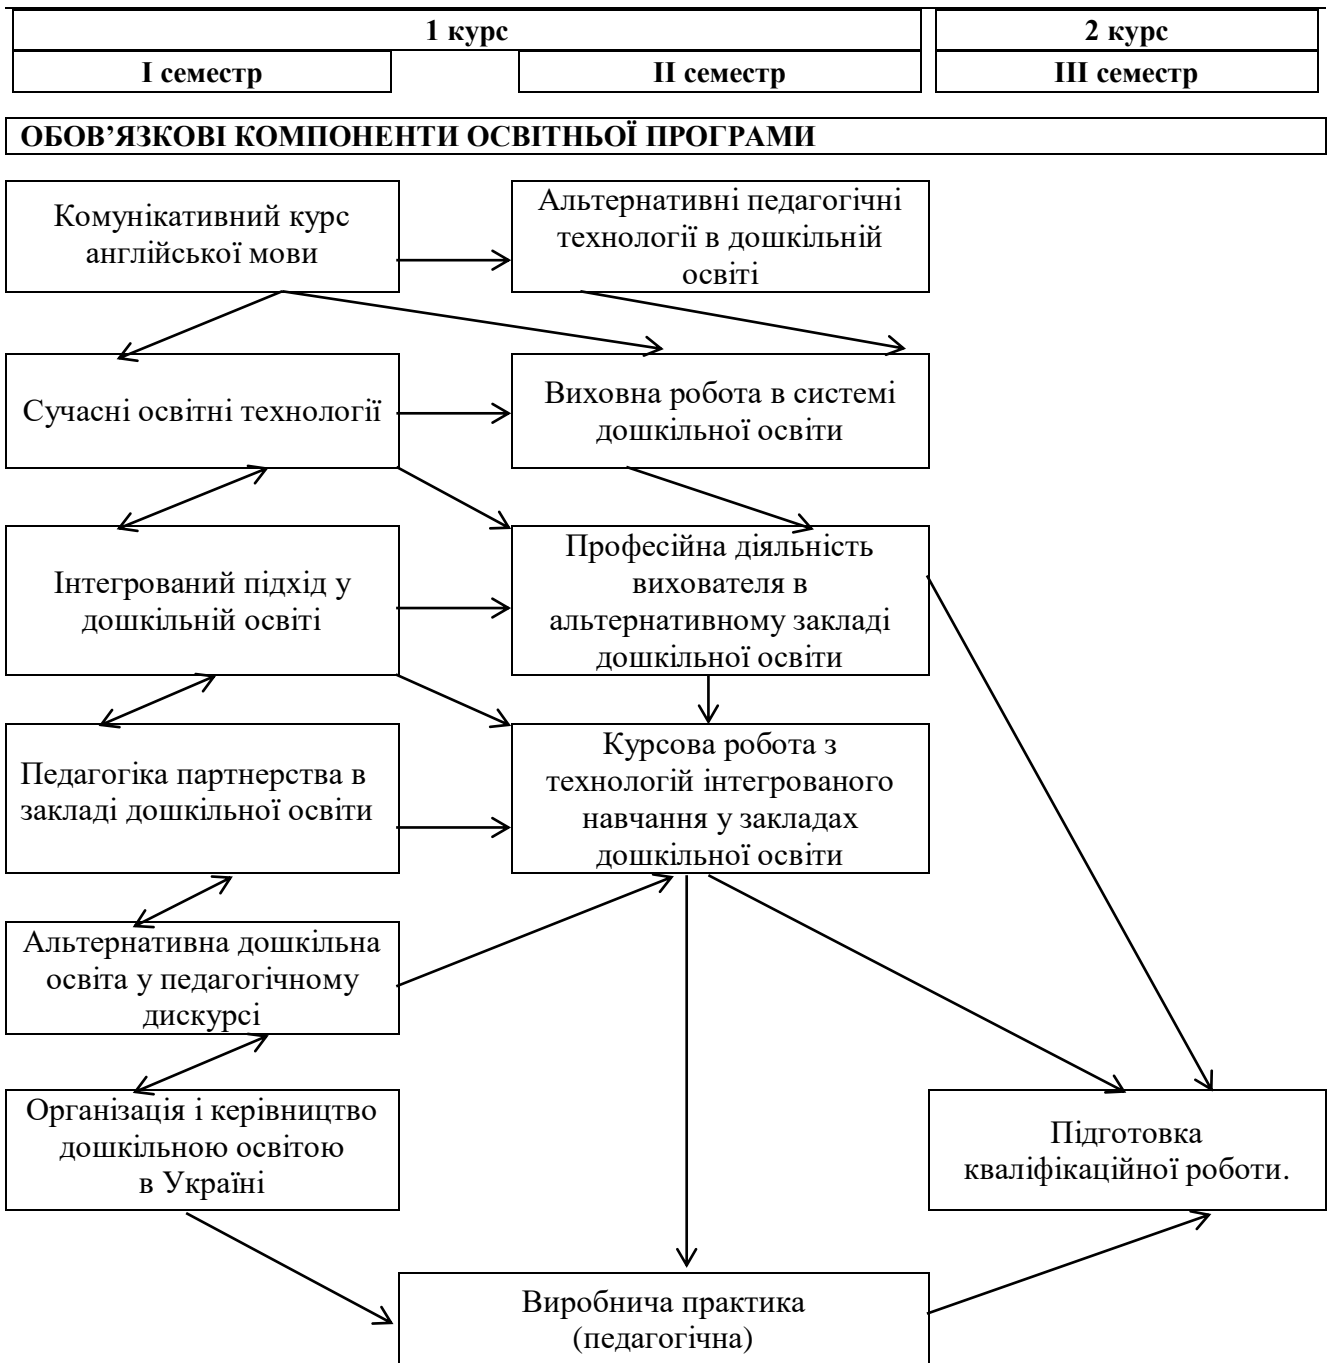 1 курс
2 курс
І семестр
ІІ семестр
ІІІ семестр
ОБОВ’ЯЗКОВІ КОМПОНЕНТИ ОСВІТНЬОЇ ПРОГРАМИ
Комунікативний курс
англійської мови
Альтернативні педагогічні
технології в дошкільній
освіті
Сучасні освітні технології
Виховна робота в системі
дошкільної освіти
Інтегрований підхід у
дошкільній освіті
Професійна діяльність
вихователя в
альтернативному закладі
дошкільної освіти
Педагогіка партнерства в
закладі дошкільної освіти
Курсова робота з
технологій інтегрованого
навчання у закладах
дошкільної освіти
Альтернативна дошкільна
освіта у педагогічному
дискурсі
Організація і керівництво
дошкільною освітою
в Україні
Підготовка
кваліфікаційної роботи.
Виробнича практика
(педагогічна)